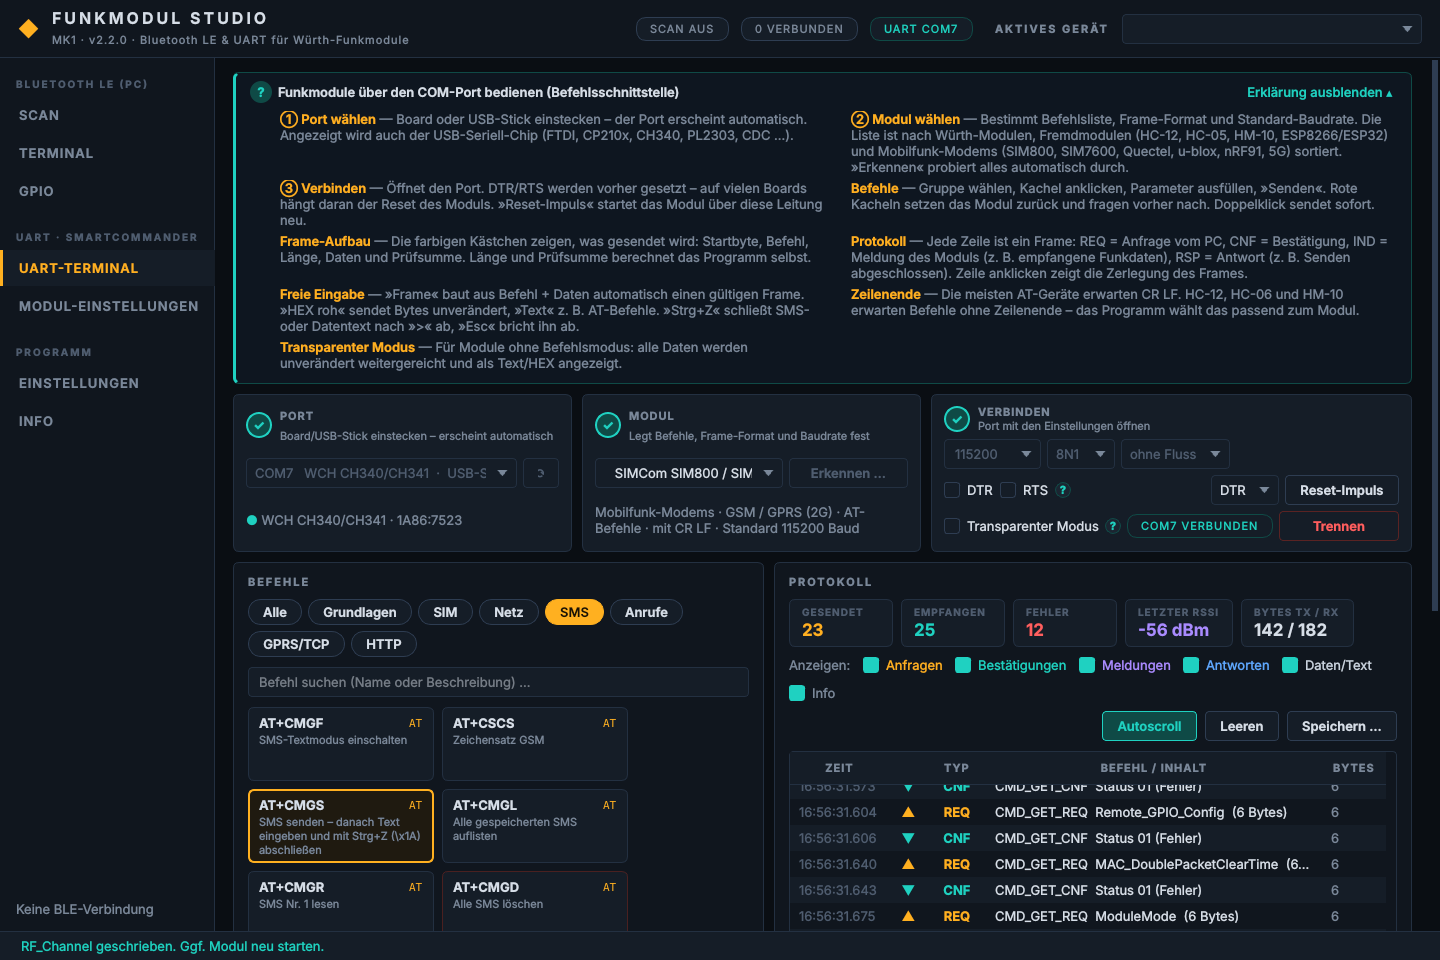 FUNKMODUL STUDIO
MK1 · v2.2.0 · Bluetooth LE & UART für Würth-Funkmodule
SCAN AUS
0 VERBUNDEN
UART COM7
AKTIVES GERÄT
BLUETOOTH LE (PC)
SCAN
TERMINAL
GPIO
UART · SMARTCOMMANDER
UART-TERMINAL
MODUL-EINSTELLUNGEN
PROGRAMM
EINSTELLUNGEN
INFO
Keine BLE-Verbindung
? Funkmodule über den COM-Port bedienen (Befehlsschnittstelle)
Erklärung ausblenden ▴
① Port wählen — Board oder USB-Stick einstecken – der Port erscheint automatisch.
Angezeigt wird auch der USB-Seriell-Chip (FTDI, CP210x, CH340, PL2303, CDC …).
② Modul wählen — Bestimmt Befehlsliste, Frame-Format und Standard-Baudrate. Die
Liste ist nach Würth-Modulen, Fremdmodulen (HC-12, HC-05, HM-10, ESP8266/ESP32)
und Mobilfunk-Modems (SIM800, SIM7600, Quectel, u-blox, nRF91, 5G) sortiert.
»Erkennen« probiert alles automatisch durch.
③ Verbinden — Öffnet den Port. DTR/RTS werden vorher gesetzt – auf vielen Boards
hängt daran der Reset des Moduls. »Reset-Impuls« startet das Modul über diese Leitung
neu.
Befehle — Gruppe wählen, Kachel anklicken, Parameter ausfüllen, »Senden«. Rote
Kacheln setzen das Modul zurück und fragen vorher nach. Doppelklick sendet sofort.
Frame-Aufbau — Die farbigen Kästchen zeigen, was gesendet wird: Startbyte, Befehl,
Länge, Daten und Prüfsumme. Länge und Prüfsumme berechnet das Programm selbst.
Protokoll — Jede Zeile ist ein Frame: REQ = Anfrage vom PC, CNF = Bestätigung, IND =
Meldung des Moduls (z. B. empfangene Funkdaten), RSP = Antwort (z. B. Senden
abgeschlossen). Zeile anklicken zeigt die Zerlegung des Frames.
Freie Eingabe — »Frame« baut aus Befehl + Daten automatisch einen gültigen Frame.
»HEX roh« sendet Bytes unverändert, »Text« z. B. AT-Befehle. »Strg+Z« schließt SMS-
oder Datentext nach »>« ab, »Esc« bricht ihn ab.
Zeilenende — Die meisten AT-Geräte erwarten CR LF. HC-12, HC-06 und HM-10
erwarten Befehle ohne Zeilenende – das Programm wählt das passend zum Modul.
Transparenter Modus — Für Module ohne Befehlsmodus: alle Daten werden
unverändert weitergereicht und als Text/HEX angezeigt.
PORT
Board/USB-Stick einstecken – erscheint automatisch
COM7 WCH CH340/CH341 · USB-S
WCH CH340/CH341 · 1A86:7523
MODUL
Legt Befehle, Frame-Format und Baudrate fest
SIMCom SIM800 / SIM
Erkennen ...
Mobilfunk-Modems · GSM / GPRS (2G) · AT-
Befehle · mit CR LF · Standard 115200 Baud
VERBINDEN
Port mit den Einstellungen öffnen
115200
8N1
ohne Fluss
DTR
RTS
?
DTR
Reset-Impuls
Transparenter Modus
?
COM7 VERBUNDEN
Trennen
BEFEHLE
Alle
Grundlagen
SIM
Netz
SMS
Anrufe
GPRS/TCP
HTTP
Befehl suchen (Name oder Beschreibung) ...
AT+CMGF AT
SMS-Textmodus einschalten
AT+CSCS AT
Zeichensatz GSM
AT+CMGS AT
SMS senden – danach Text
eingeben und mit Strg+Z (\x1A)
abschließen
AT+CMGL AT
Alle gespeicherten SMS
auflisten
AT+CMGR AT
SMS Nr. 1 lesen
AT+CMGD AT
Alle SMS löschen
PROTOKOLL
GESENDET
23
EMPFANGEN
25
FEHLER
12
LETZTER RSSI
-56 dBm
BYTES TX / RX
142 / 182
Anzeigen:
Anfragen
Bestätigungen
Meldungen
Antworten
Daten/Text
Info
Autoscroll
Leeren
Speichern ...
ZEIT TYP BEFEHL / INHALT BYTES
16:56:31.573 ▼ CNF CMD_GET_CNF Status 01 (Fehler) 6
16:56:31.604 ▲ REQ CMD_GET_REQ Remote_GPIO_Config (6 Bytes) 6
16:56:31.606 ▼ CNF CMD_GET_CNF Status 01 (Fehler) 6
16:56:31.640 ▲ REQ CMD_GET_REQ MAC_DoublePacketClearTime (6... 6
16:56:31.643 ▼ CNF CMD_GET_CNF Status 01 (Fehler) 6
16:56:31.675 ▲ REQ CMD_GET_REQ ModuleMode (6 Bytes) 6
RF_Channel geschrieben. Ggf. Modul neu starten.